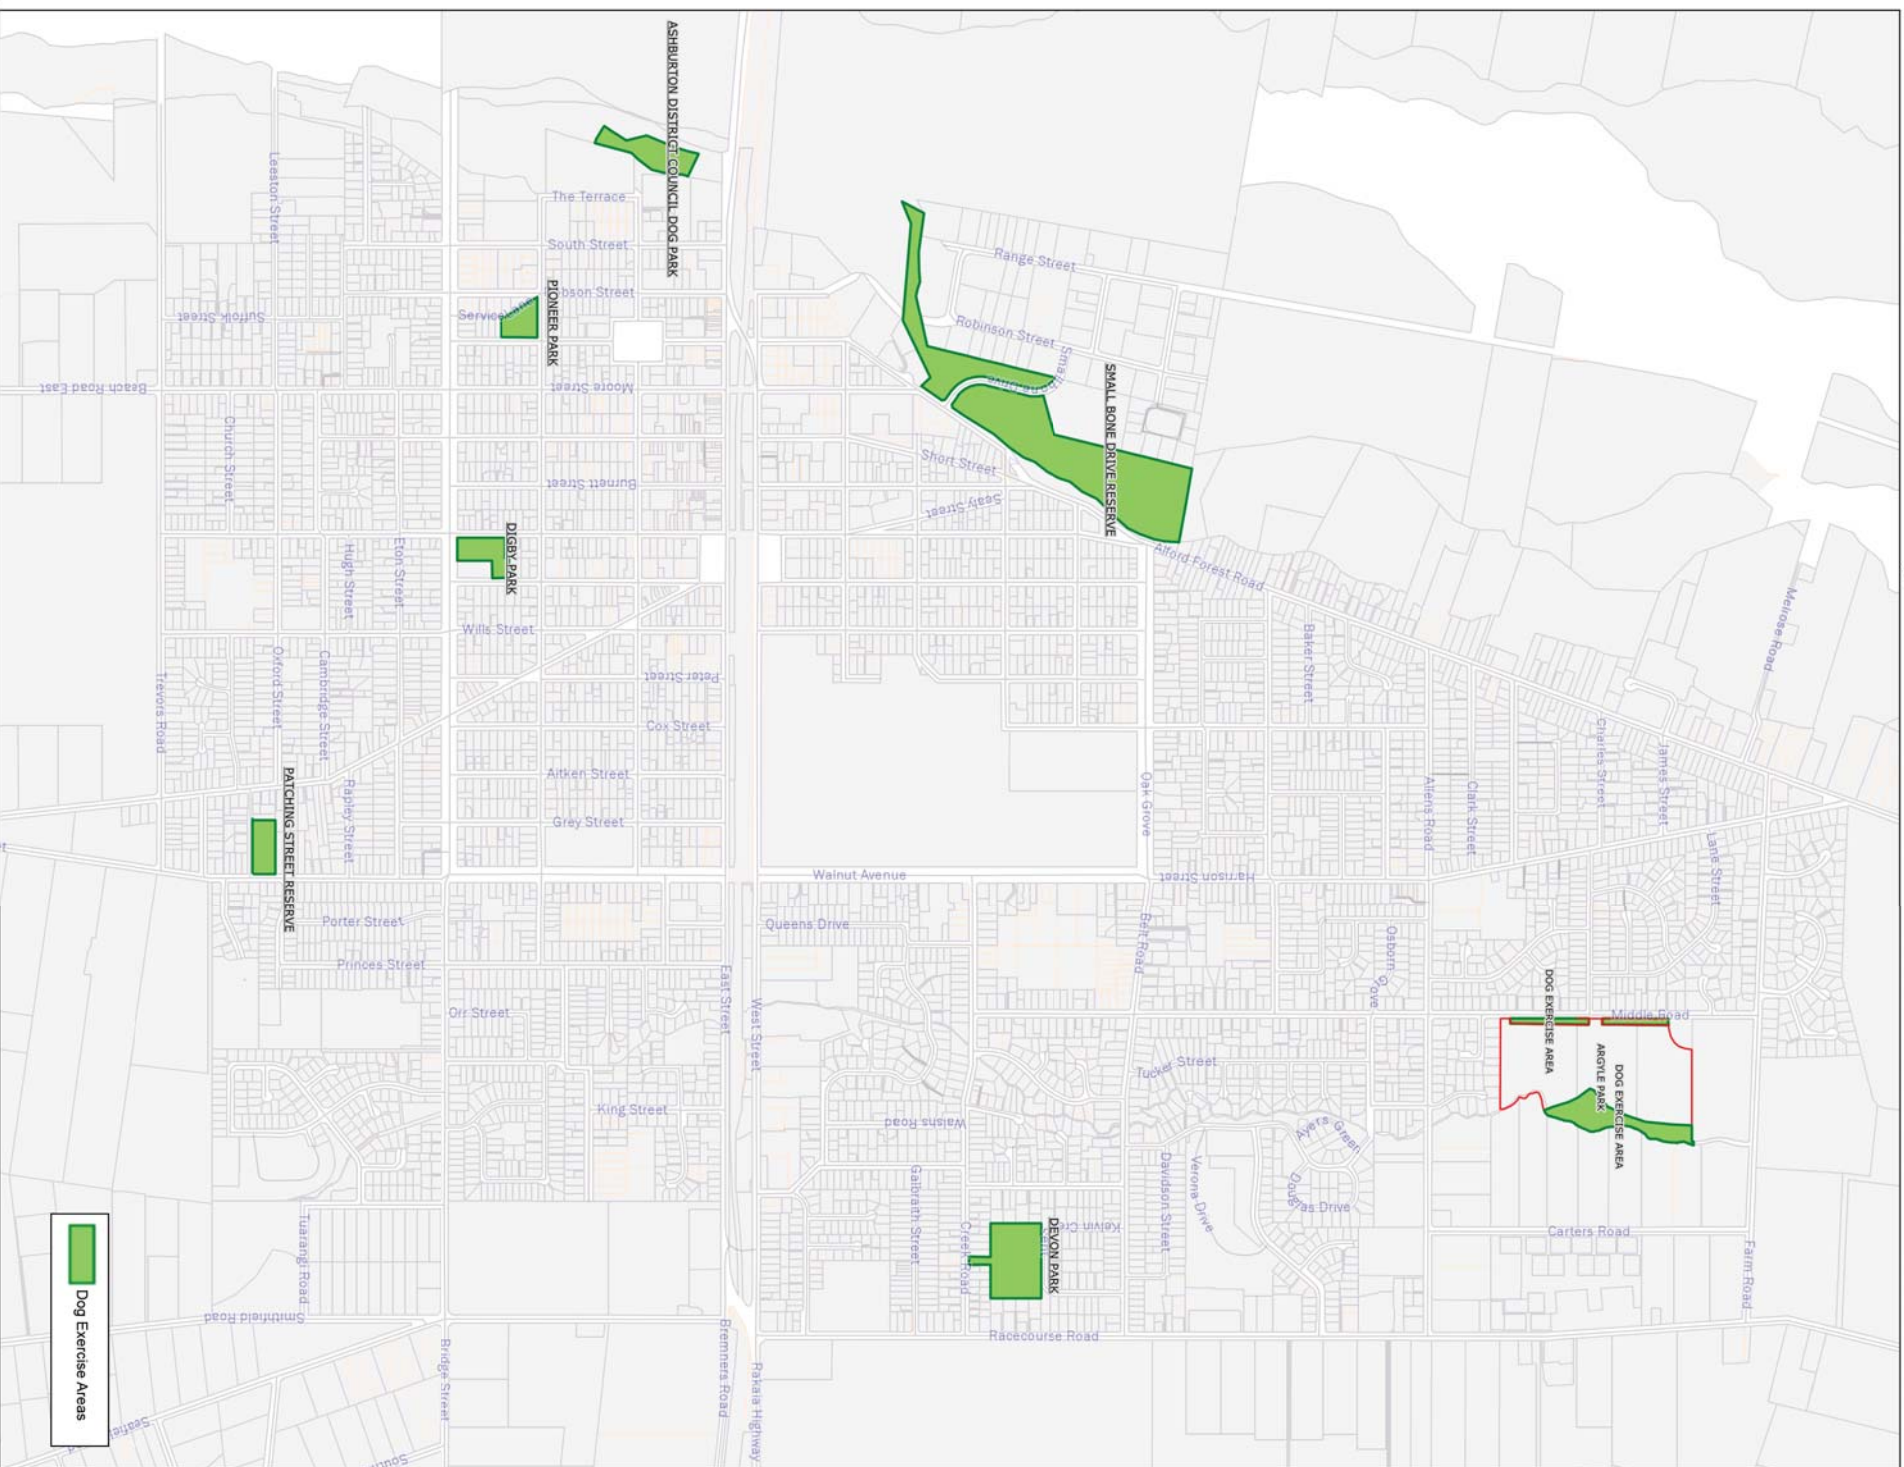 ASHBURTON DISTRICT COUNCIL DOG PARK
PIONEER PARK
DIGBY PARK
PATCHING STREET RESERVE
SMALL BONE DRIVE RESERVE
DEVON PARK
DOG EXERCISE AREA
ARGYLE PARK
DOG EXERCISE AREA
Leeston Street
The Terrace
South Street
Suffolk Street
Beach Road East
Moore Street
Church Street
Burnett Street
Hugh Street
Eton Street
Wills Street
Oxford Street
Cambridge Street
Trevors Road
Peter Street
Cox Street
Aitken Street
Rapley Street
Grey Street
Porter Street
Princes Street
Orr Street
King Street
Tuarangi Road
Smithfield Road
Bridge Street
East Street
West Street
Bremners Road
Rakaia Highway
Range Street
Robinson Street
Short Street
Sealy Street
Alford Forest Road
Melrose Road
Baker Street
Oak Grove
Allens Road
Clark Street
Charles Street
James Street
Lane Street
Walnut Avenue
Harrison Street
Queens Drive
Belt Road
Osborn Grove
Middle Road
Tucker Street
Walshs Road
Ayers Green
Verona Drive
Davidson Street
Douglas Drive
Galbraith Street
Creek Road
Carters Road
Farm Road
Racecourse Road
Dog Exercise Areas